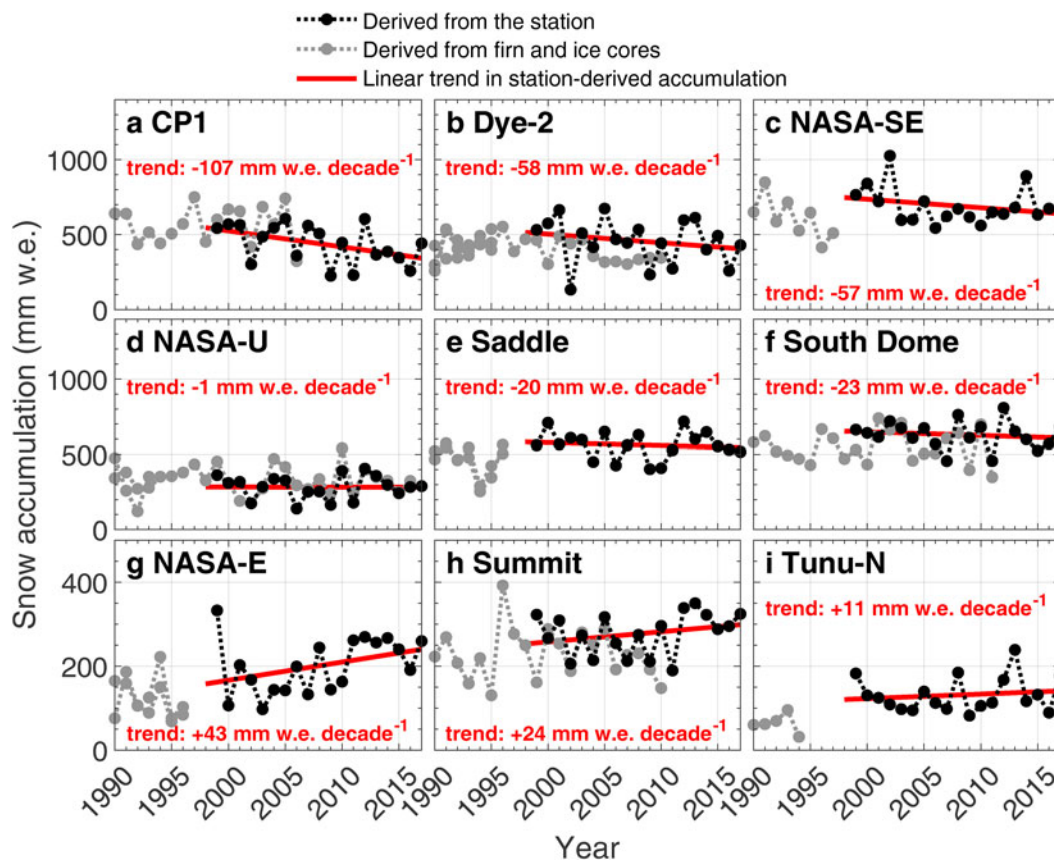 Derived from the station
Derived from firn and ice cores
Linear trend in station-derived accumulation
a CP1
trend: -107 mm w.e. decade⁻¹
b Dye-2
trend: -58 mm w.e. decade⁻¹
c NASA-SE
trend: -57 mm w.e. decade⁻¹
1000
500
0
d NASA-U
trend: -1 mm w.e. decade⁻¹
e Saddle
trend: -20 mm w.e. decade⁻¹
f South Dome
trend: -23 mm w.e. decade⁻¹
1000
500
0
g NASA-E
trend: +43 mm w.e. decade⁻¹
h Summit
trend: +24 mm w.e. decade⁻¹
i Tunu-N
trend: +11 mm w.e. decade⁻¹
400
200
0
Snow accumulation (mm w.e.)
1990 1995 2000 2005 2010 2015
1990 1995 2000 2005 2010 2015
1990 1995 2000 2005 2010 2015
Year